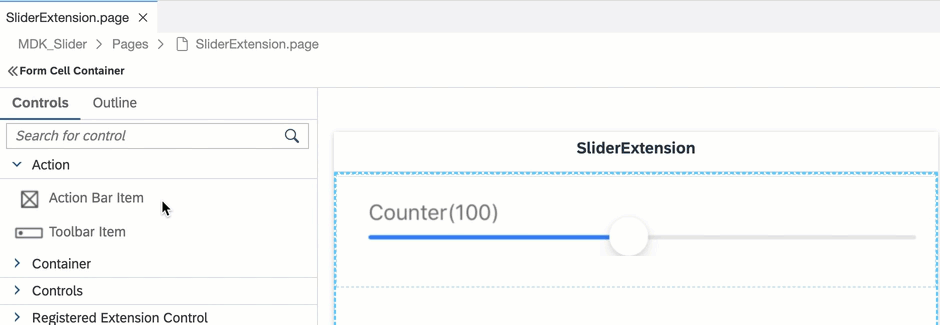 SliderExtension.page
MDK_Slider > Pages > SliderExtension.page
Form Cell Container
Controls Outline
Search for control
Action
Action Bar Item
Toolbar Item
Container
Controls
Registered Extension Control
SliderExtension
Counter(100)